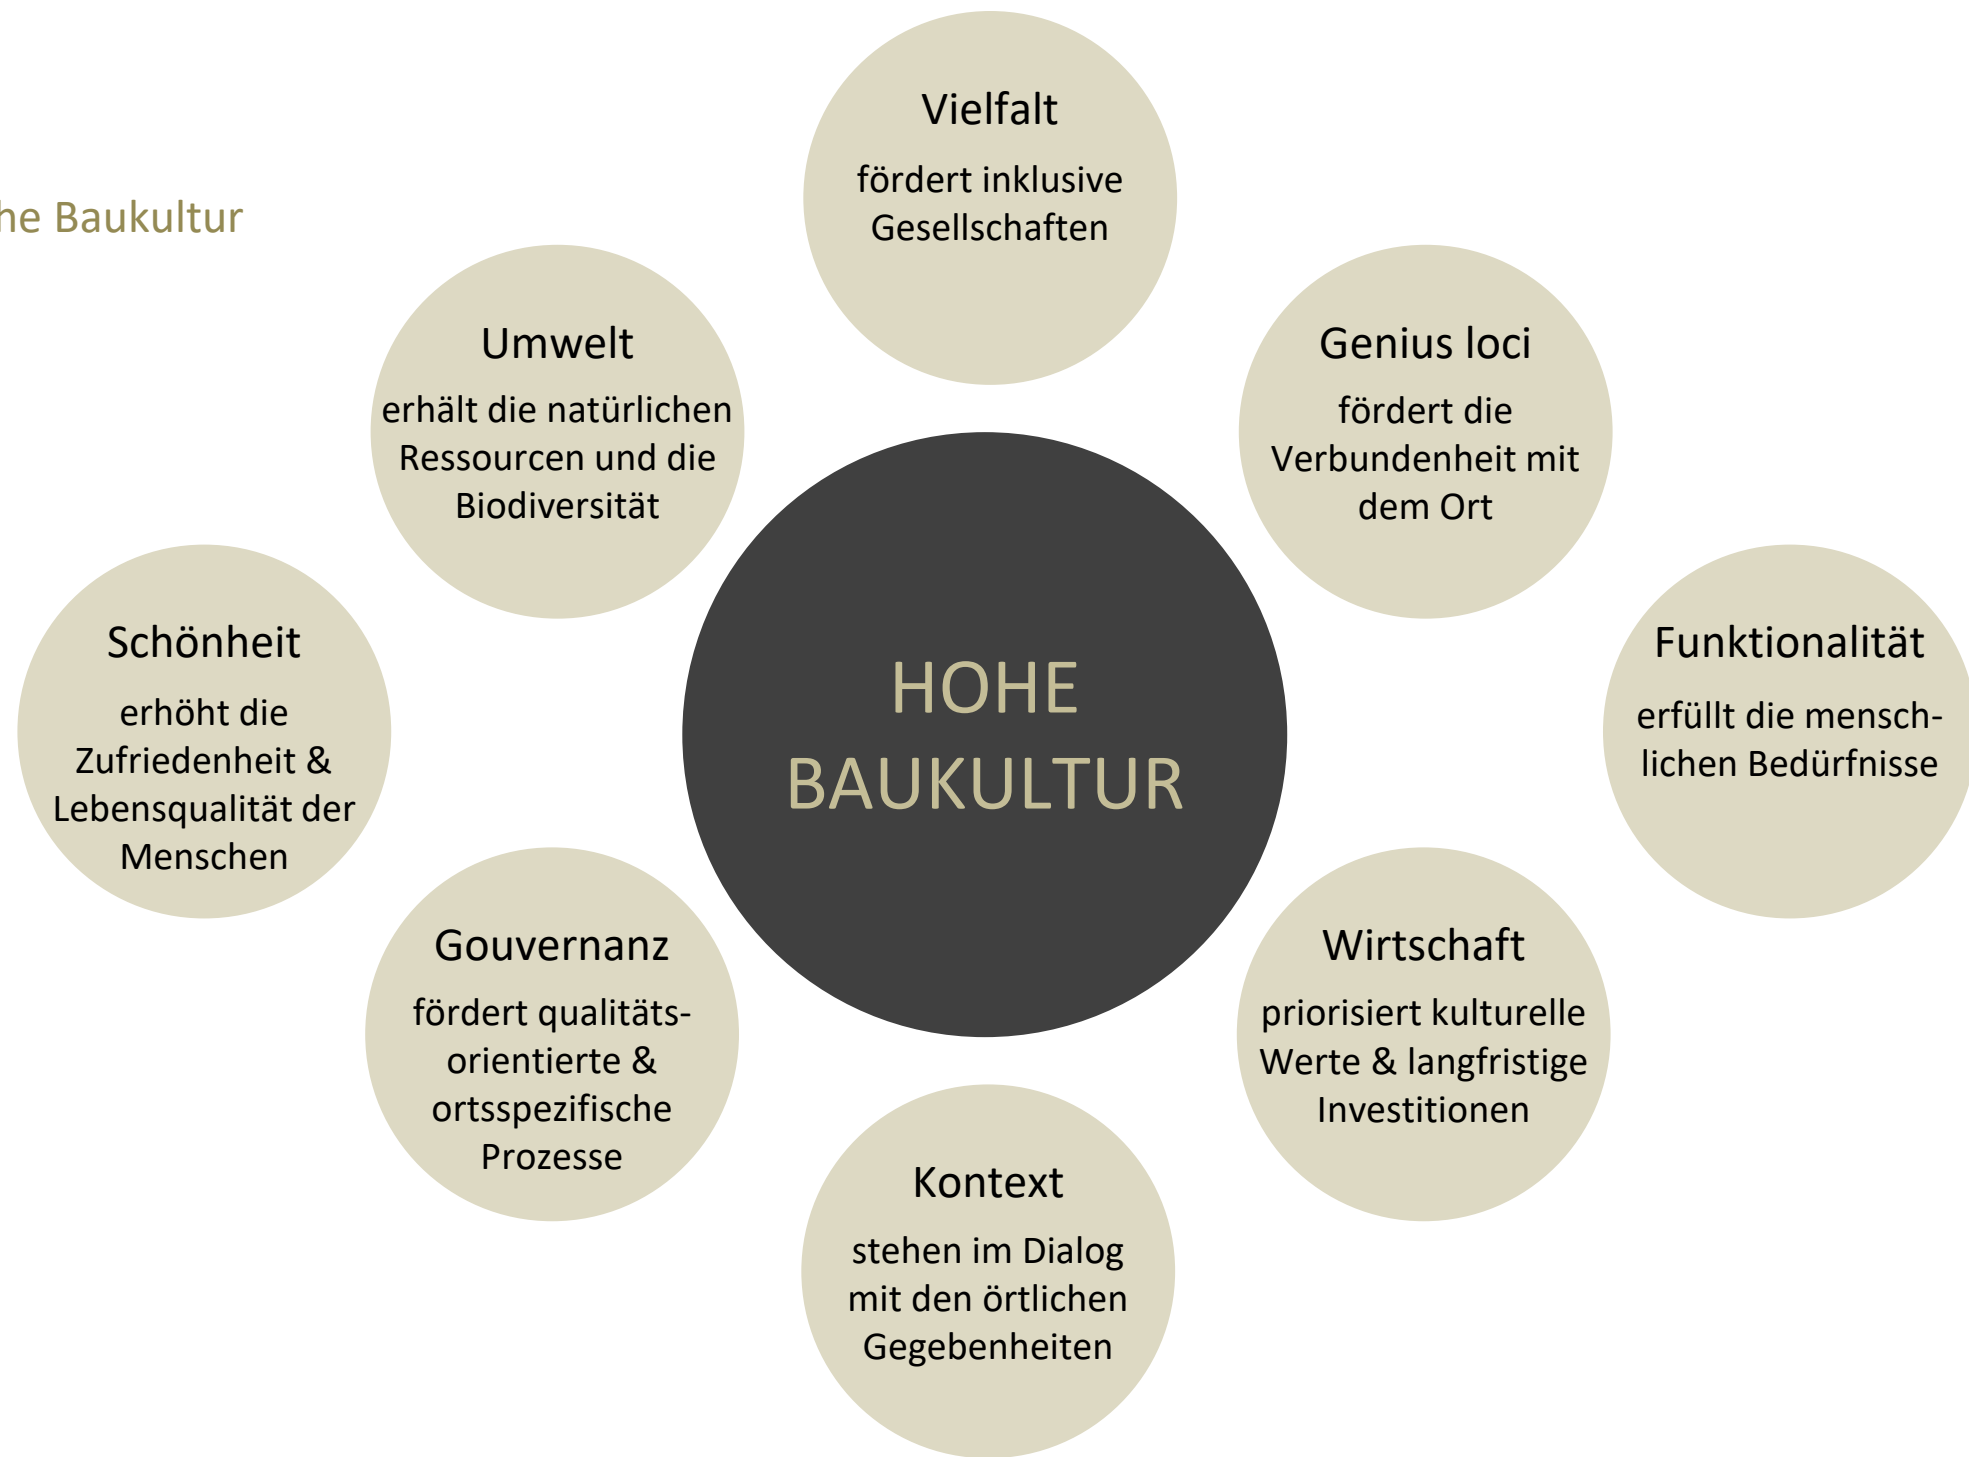 he Baukultur
Vielfalt
fördert inklusive
Gesellschaften
Umwelt
erhält die natürlichen
Ressourcen und die
Biodiversität
Genius loci
fördert die
Verbundenheit mit
dem Ort
Schönheit
erhöht die
Zufriedenheit &
Lebensqualität der
Menschen
HOHE
BAUKULTUR
Funktionalität
erfüllt die mensch-
lichen Bedürfnisse
Gouvernanz
fördert qualitäts-
orientierte &
ortsspezifische
Prozesse
Wirtschaft
priorisiert kulturelle
Werte & langfristige
Investitionen
Kontext
stehen im Dialog
mit den örtlichen
Gegebenheiten